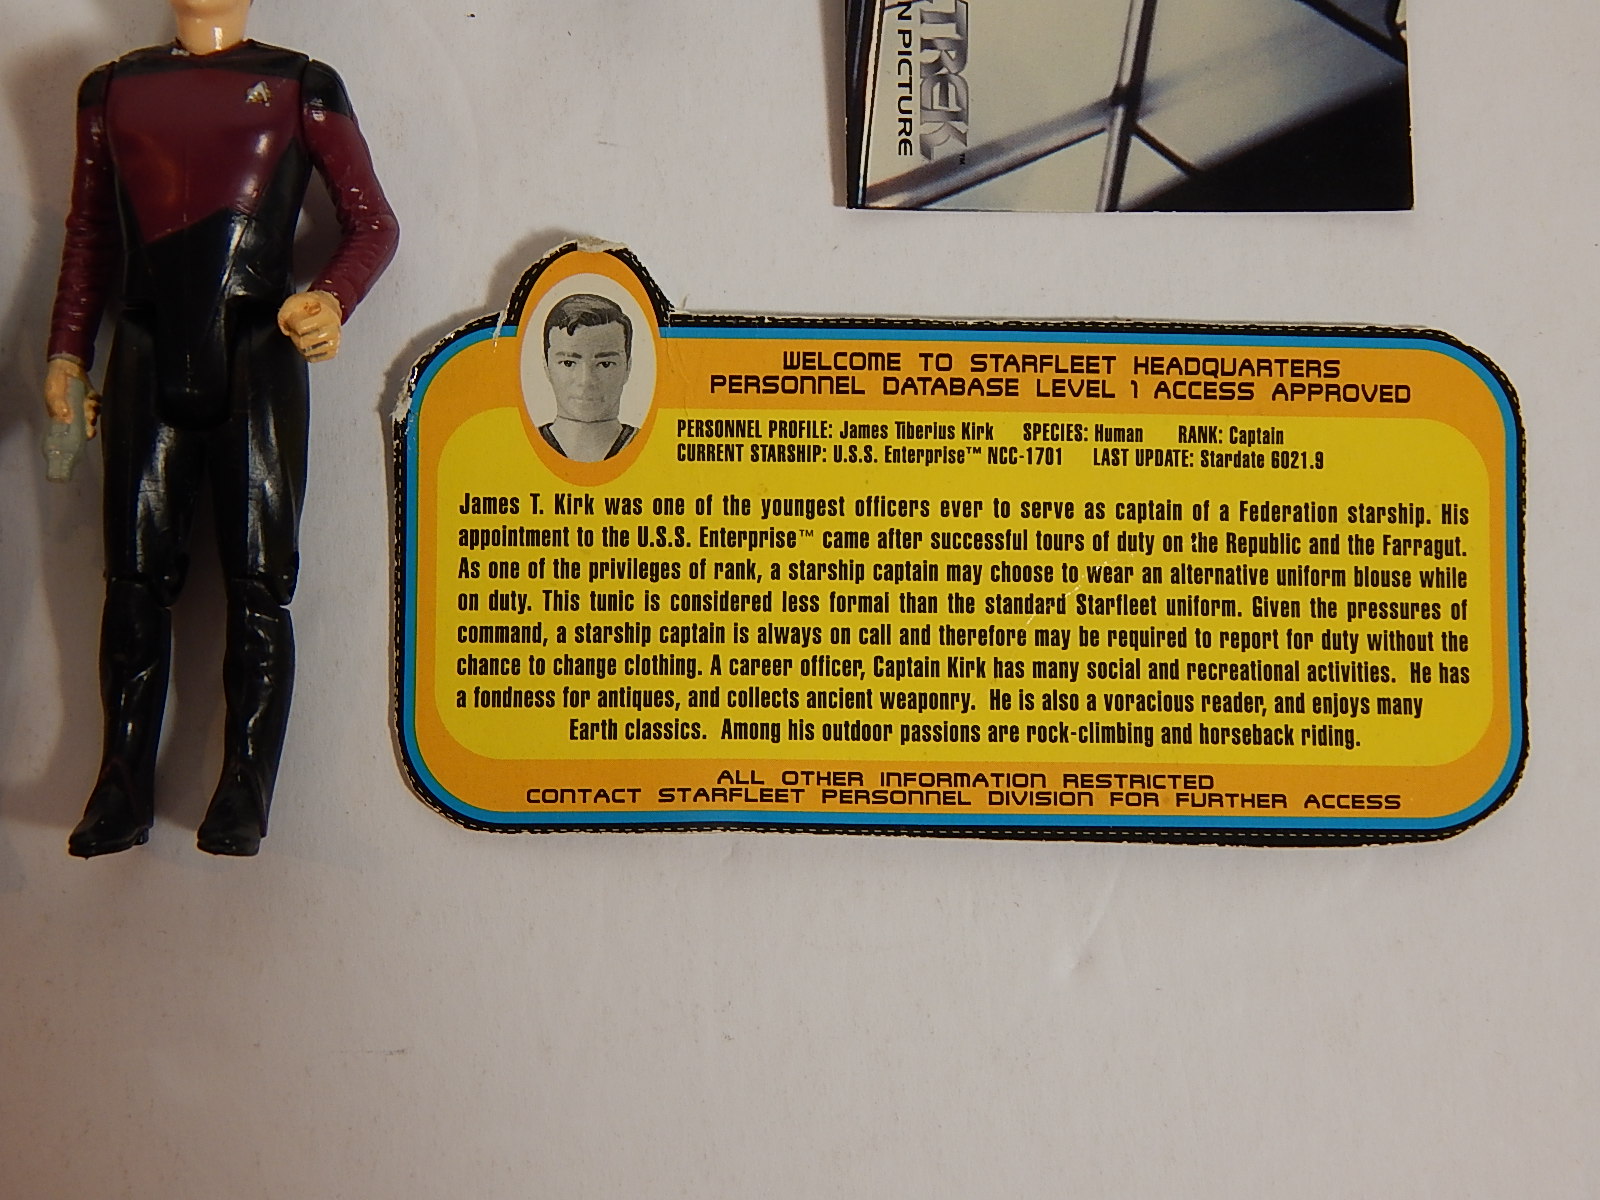 TREK™
N PICTURE
WELCOME TO STARFLEET HEADQUARTERS
PERSONNEL DATABASE LEVEL 1 ACCESS APPROVED
PERSONNEL PROFILE: James Tiberius Kirk SPECIES: Human RANK: Captain
CURRENT STARSHIP: U.S.S. Enterprise™ NCC-1701 LAST UPDATE: Stardate 6021.9
James T. Kirk was one of the youngest officers ever to serve as captain of a Federation starship. His
appointment to the U.S.S. Enterprise™ came after successful tours of duty on the Republic and the Farragut.
As one of the privileges of rank, a starship captain may choose to wear an alternative uniform blouse while
on duty. This tunic is considered less formal than the standard Starfleet uniform. Given the pressures of
command, a starship captain is always on call and therefore may be required to report for duty without the
chance to change clothing. A career officer, Captain Kirk has many social and recreational activities. He has
a fondness for antiques, and collects ancient weaponry. He is also a voracious reader, and enjoys many
Earth classics. Among his outdoor passions are rock-climbing and horseback riding.
ALL OTHER INFORMATION RESTRICTED
CONTACT STARFLEET PERSONNEL DIVISION FOR FURTHER ACCESS